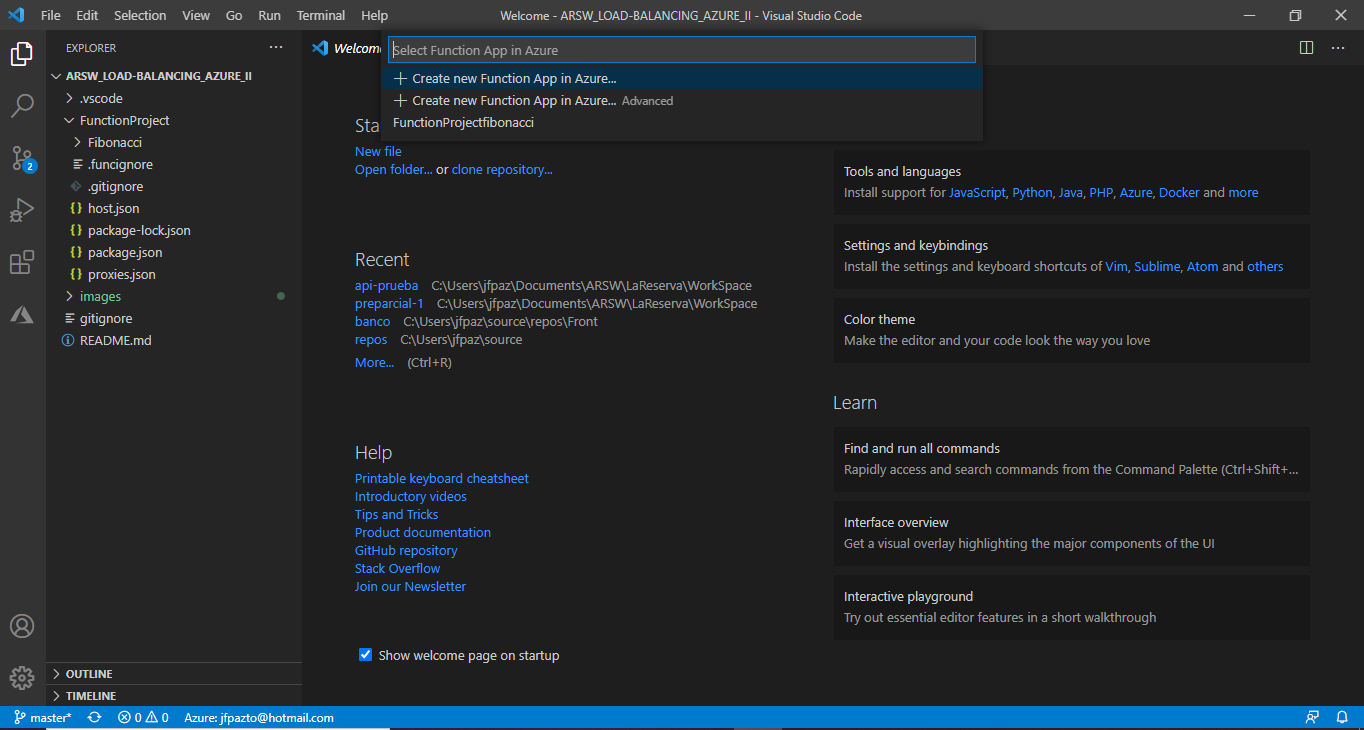 File Edit Selection View Go Run Terminal Help
Welcome - ARSW_LOAD-BALANCING_AZURE_II - Visual Studio Code
EXPLORER
ARSW_LOAD-BALANCING_AZURE_II
.vscode
FunctionProject
Fibonacci
.funcignore
.gitignore
host.json
package-lock.json
package.json
proxies.json
images
gitignore
README.md
OUTLINE
TIMELINE
2
Welcome
Select Function App in Azure
Create new Function App in Azure...
Create new Function App in Azure... Advanced
FunctionProjectfibonacci
New file
Open folder... or clone repository...
Recent
api-prueba C:\Users\jfpaz\Documents\ARSW\LaReserva\WorkSpace
preparcial-1 C:\Users\jfpaz\Documents\ARSW\LaReserva\WorkSpace
banco C:\Users\jfpaz\source\repos\Front
repos C:\Users\jfpaz\source
More... (Ctrl+R)
Help
Printable keyboard cheatsheet
Introductory videos
Tips and Tricks
Product documentation
GitHub repository
Stack Overflow
Join our Newsletter
Show welcome page on startup
Tools and languages
Install support for JavaScript, Python, Java, PHP, Azure, Docker and more
Settings and keybindings
Install the settings and keyboard shortcuts of Vim, Sublime, Atom and others
Color theme
Make the editor and your code look the way you love
Learn
Find and run all commands
Rapidly access and search commands from the Command Palette (Ctrl+Shift+...
Interface overview
Get a visual overlay highlighting the major components of the UI
Interactive playground
Try out essential editor features in a short walkthrough
master* 0 0 Azure: jfpazto@hotmail.com